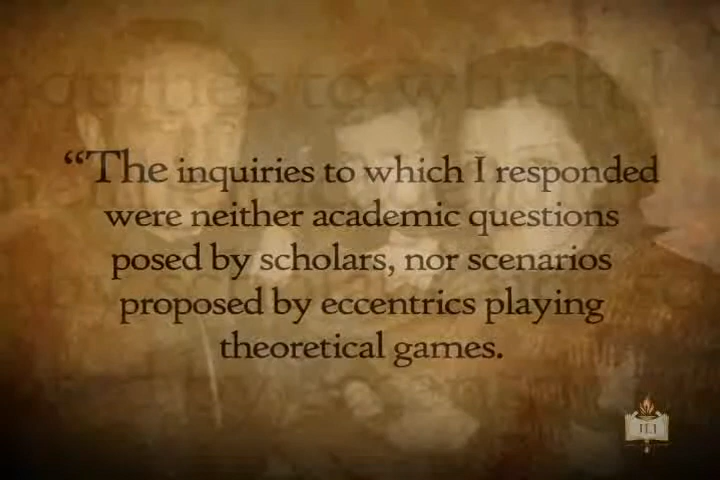 “The inquiries to which I responded
were neither academic questions
posed by scholars, nor scenarios
proposed by eccentrics playing
theoretical games.
JLI